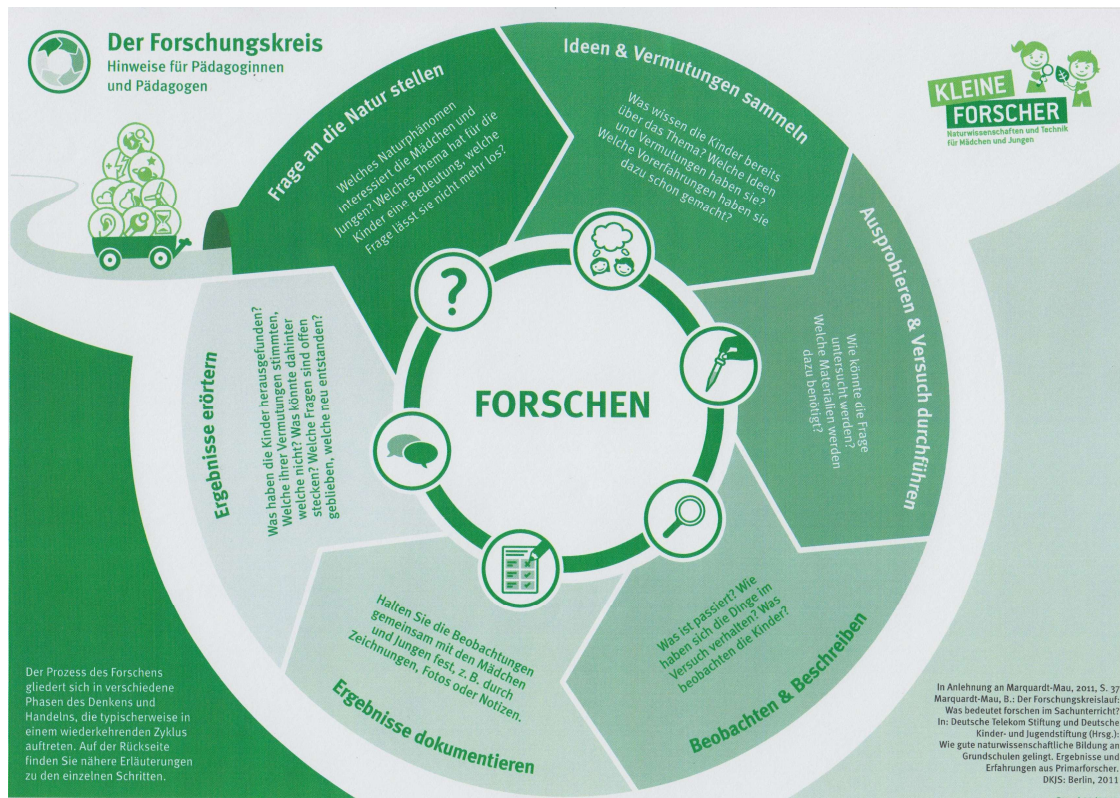 Der Forschungskreis
Hinweise für Pädagoginnen
und Pädagogen
KLEINE
FORSCHER
Naturwissenschaften und Technik
für Mädchen und Jungen
Frage an die Natur stellen
Welches Naturphänomen
interessiert die Mädchen und
Jungen? Welches Thema hat für die
Kinder eine Bedeutung, welche
Frage lässt sie nicht mehr los?
Ideen & Vermutungen sammeln
Was wissen die Kinder bereits
über das Thema? Welche Ideen
und Vermutungen haben sie?
Welche Vorerfahrungen haben sie
dazu schon gemacht?
Ausprobieren & Versuch durchführen
Wie könnte die Frage
untersucht werden?
Welche Materialien werden
dazu benötigt?
Beobachten & Beschreiben
Was ist passiert? Wie
haben sich die Dinge im
Versuch verhalten? Was
beobachten die Kinder?
Ergebnisse dokumentieren
Halten Sie die Beobachtungen
gemeinsam mit den Mädchen
und Jungen fest, z. B. durch
Zeichnungen, Fotos oder Notizen.
Ergebnisse erörtern
Was haben die Kinder herausgefunden?
Welche ihrer Vermutungen stimmten,
welche nicht? Was könnte dahinter
stecken? Welche Fragen sind offen
geblieben, welche neu entstanden?
?
FORSCHEN
Der Prozess des Forschens
gliedert sich in verschiedene
Phasen des Denkens und
Handelns, die typischerweise in
einem wiederkehrenden Zyklus
auftreten. Auf der Rückseite
finden Sie nähere Erläuterungen
zu den einzelnen Schritten.
In Anlehnung an Marquardt-Mau, 2011, S. 37
Marquardt-Mau, B.: Der Forschungskreislauf:
Was bedeutet forschen im Sachunterricht?
In: Deutsche Telekom Stiftung und Deutsche
Kinder- und Jugendstiftung (Hrsg.):
Wie gute naturwissenschaftliche Bildung an
Grundschulen gelingt. Ergebnisse und
Erfahrungen aus Primarforscher.
DKJS: Berlin, 2011